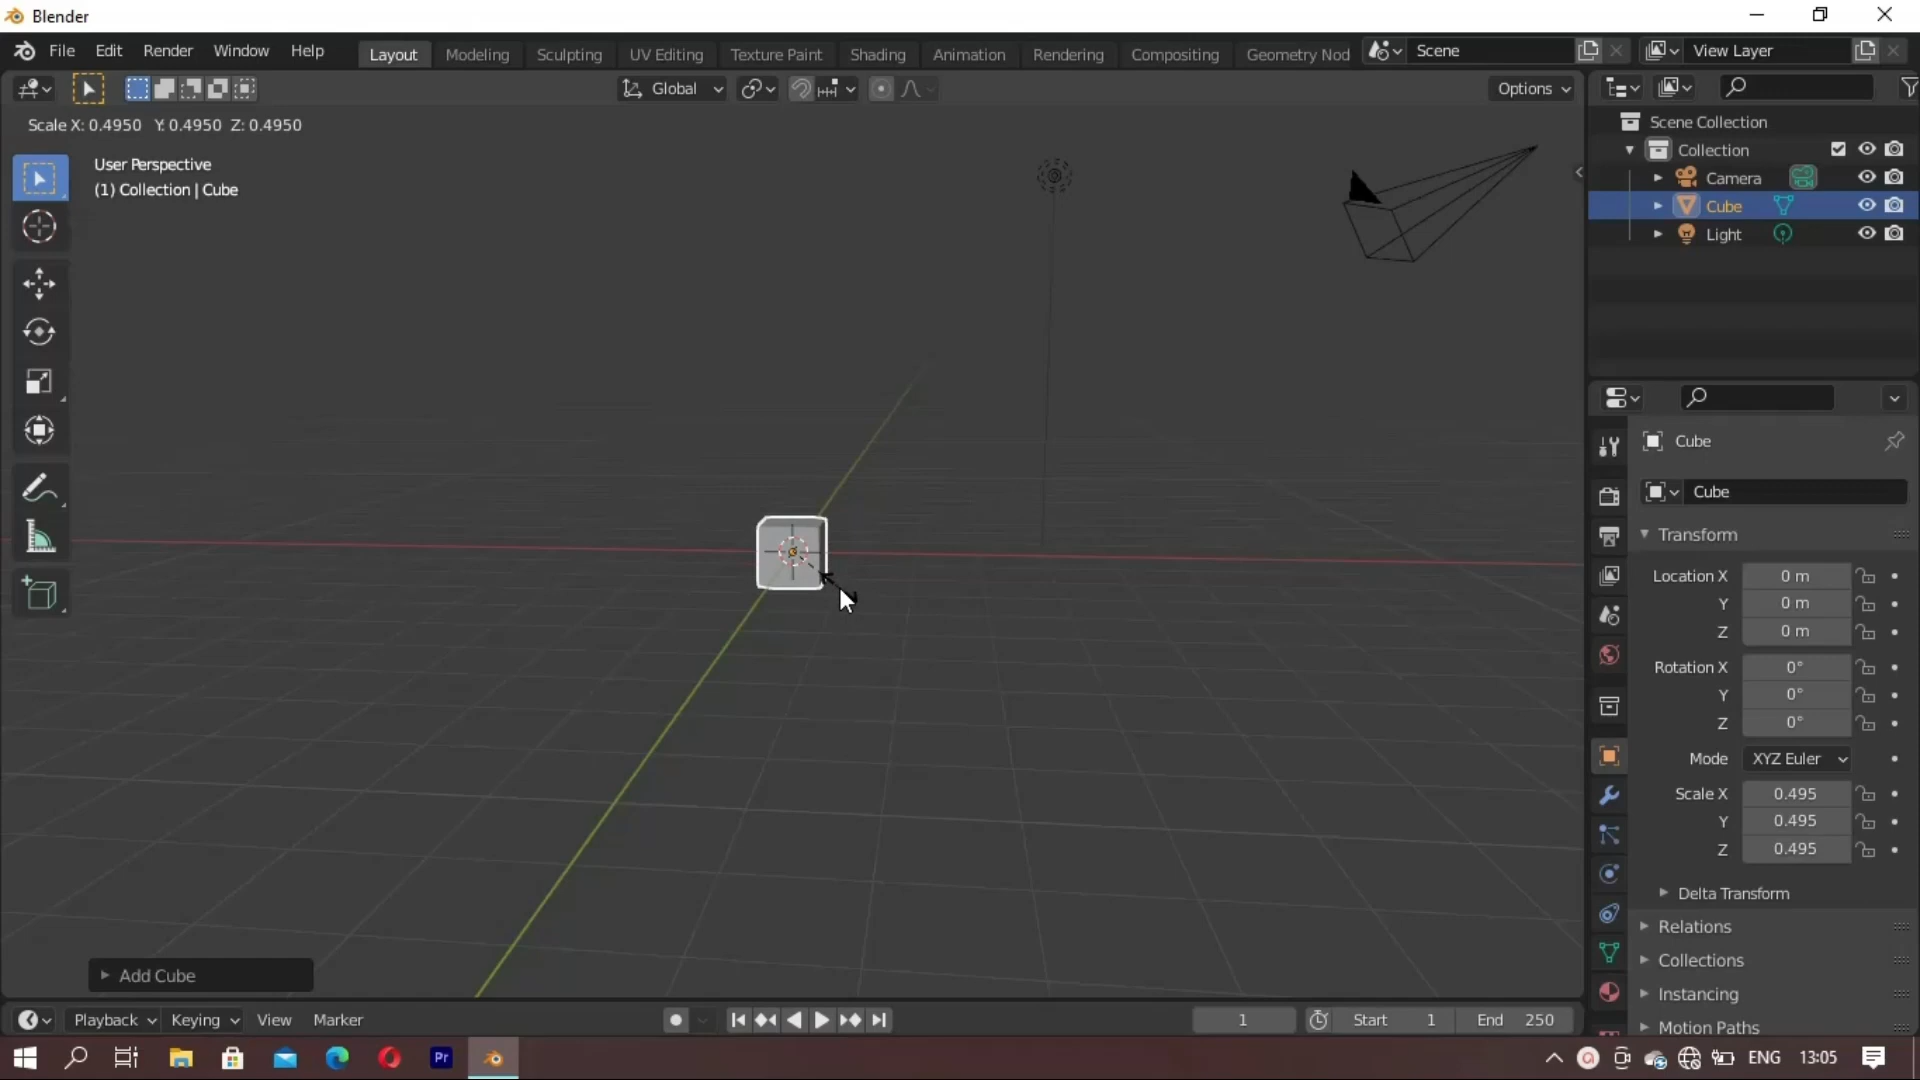 Blender
File Edit Render Window Help
Layout Modeling Sculpting UV Editing Texture Paint Shading Animation Rendering Compositing Geometry Nod
Scene
View Layer
Global
Options
Scale X: 0.4950 Y: 0.4950 Z: 0.4950
User Perspective
(1) Collection | Cube
Scene Collection
Collection
Camera
Cube
Light
Cube
Cube
Transform
Location X 0 m
Y 0 m
Z 0 m
Rotation X 0°
Y 0°
Z 0°
Mode XYZ Euler
Scale X 0.495
Y 0.495
Z 0.495
Delta Transform
Relations
Collections
Instancing
Motion Paths
Add Cube
Playback Keying View Marker
1
Start 1
End 250
Pr
ENG 13:05